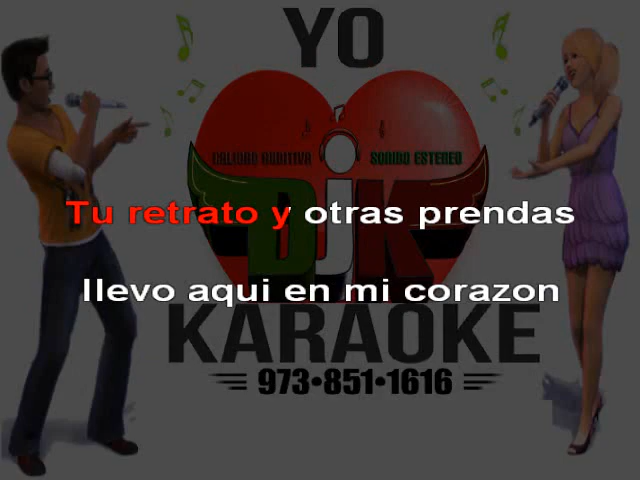 YO
CALIDAD AUDITIVA SONIDO ESTEREO
DJK
Tu retrato y otras prendas
llevo aqui en mi corazon
KARAOKE
973•851•1616